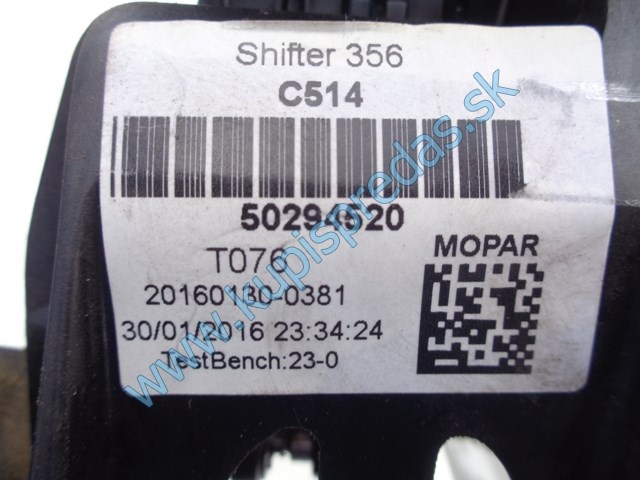 Shifter 356
C514
50294520
T076
MOPAR
20160130-0381
30/01/2016 23:34:24
TestBench:23-0
www.kupispredas.sk